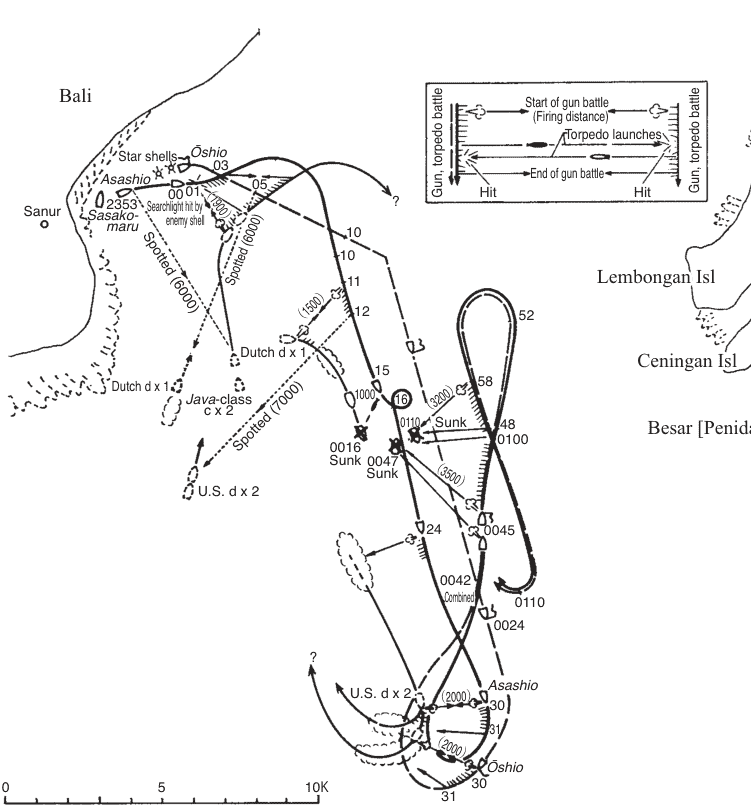 Bali
Star shells
Ōshio
03
Asashio
2353
00
01
05
Sasako-
maru
Searchlight hit by
enemy shell
(1900)
?
Sanur
Spotted (6000)
Spotted (6000)
10
10
11
12
(1500)
Dutch d x 1
Dutch d x 1
Java-class
c x 2
Spotted (7000)
U.S. d x 2
15
16
1000
0016
Sunk
0047
Sunk
0110
Sunk
(3200)
58
52
48
0100
(3500)
0045
24
0042
Combined
0110
0024
?
U.S. d x 2
(2000)
Asashio
30
31
(2000)
Ōshio
30
31
0
5
10K
Gun, torpedo battle
Start of gun battle
(Firing distance)
Torpedo launches
End of gun battle
Hit
Hit
Gun, torpedo battle
Lembongan Isl
Ceningan Isl
Besar [Penida